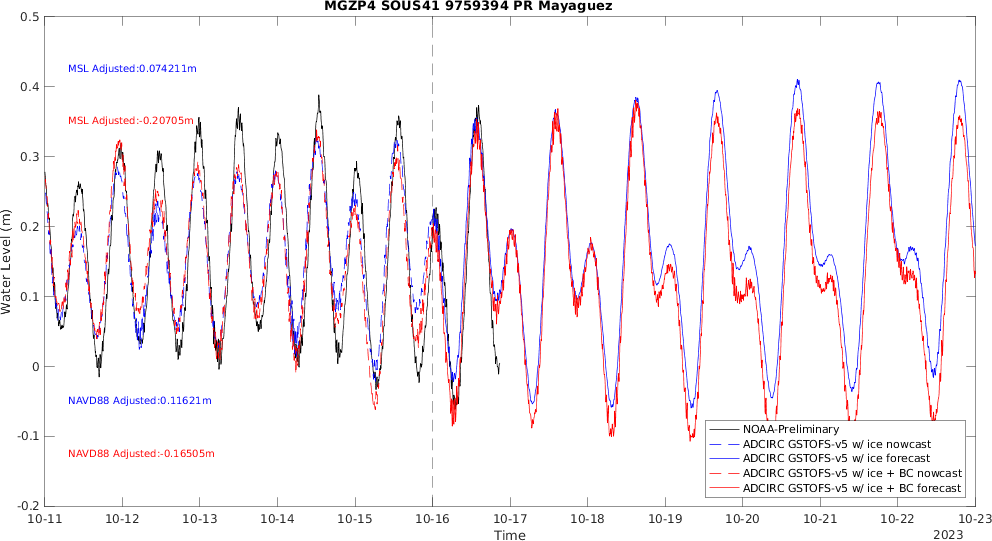 MGZP4 SOUS41 9759394 PR Mayaguez
0.5
0.4
0.3
0.2
0.1
0
-0.1
-0.2
Water Level (m)
MSL Adjusted:0.074211m
MSL Adjusted:-0.20705m
NAVD88 Adjusted:0.11621m
NAVD88 Adjusted:-0.16505m
NOAA-Preliminary
ADCIRC GSTOFS-v5 w/ ice nowcast
ADCIRC GSTOFS-v5 w/ ice forecast
ADCIRC GSTOFS-v5 w/ ice + BC nowcast
ADCIRC GSTOFS-v5 w/ ice + BC forecast
10-11 10-12 10-13 10-14 10-15 10-16 10-17 10-18 10-19 10-20 10-21 10-22 10-23
Time
2023